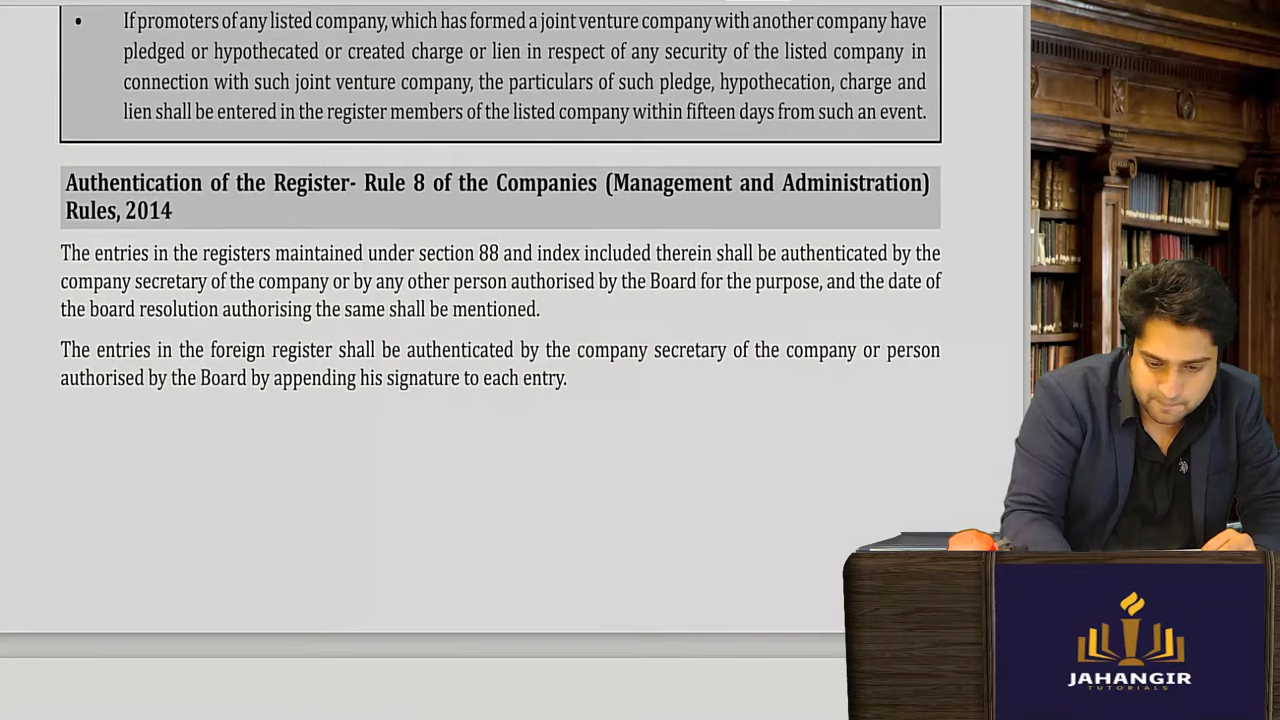 • If promoters of any listed company, which has formed a joint venture company with another company have
pledged or hypothecated or created charge or lien in respect of any security of the listed company in
connection with such joint venture company, the particulars of such pledge, hypothecation, charge and
lien shall be entered in the register members of the listed company within fifteen days from such an event.
Authentication of the Register- Rule 8 of the Companies (Management and Administration)
Rules, 2014
The entries in the registers maintained under section 88 and index included therein shall be authenticated by the
company secretary of the company or by any other person authorised by the Board for the purpose, and the date of
the board resolution authorising the same shall be mentioned.
The entries in the foreign register shall be authenticated by the company secretary of the company or person
authorised by the Board by appending his signature to each entry.
JAHANGIR
TUTORIALS